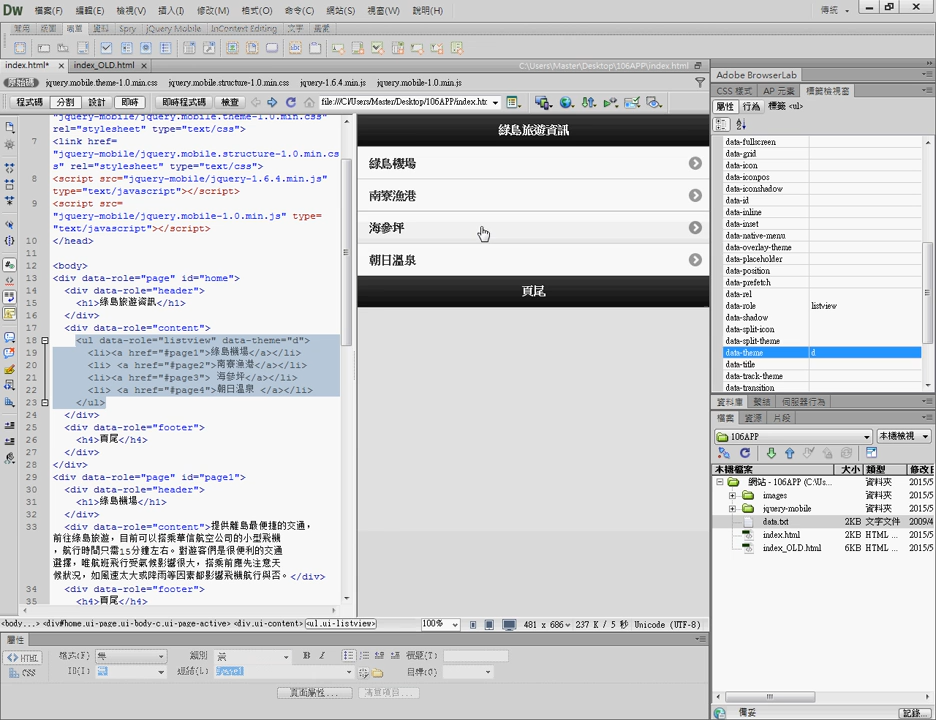 Dw 檔案(F) 編輯(E) 檢視(V) 插入(I) 修改(M) 格式(O) 命令(C) 網站(S) 視窗(W) 說明(H) 傳統
常用 版面 表單 資料 Spry jQuery Mobile InContext Editing 文字 喜愛
index.html* × index_OLD.html × C:\Users\Master\Desktop\106APP\index.html
原始碼 jquery.mobile.theme-1.0.min.css jquery.mobile.structure-1.0.min.css jquery-1.6.4.min.js jquery.mobile-1.0.min.js
程式碼 分割 設計 即時 即時程式碼 檢查 file:///C|/Users/Master/Desktop/106APP/index.htr
"jquery-mobile/jquery.mobile.theme-1.0.min.css"
rel="stylesheet" type="text/css">
7 <link href=
"jquery-mobile/jquery.mobile.structure-1.0.min.cs
s" rel="stylesheet" type="text/css">
8 <script src="jquery-mobile/jquery-1.6.4.min.js"
type="text/javascript"></script>
9 <script src=
"jquery-mobile/jquery.mobile-1.0.min.js" type=
"text/javascript"></script>
10 </head>
11
12 <body>
13 <div data-role="page" id="home">
14 <div data-role="header">
15 <h1>綠島旅遊資訊</h1>
16 </div>
17 <div data-role="content">
18 <ul data-role="listview" data-theme="d">
19 <li><a href="#page1">綠島機場</a></li>
20 <li> <a href="#page2">南寮漁港</a></li>
21 <li><a href="#page3"> 海參坪</a></li>
22 <li> <a href="#page4">朝日溫泉 </a></li>
23 </ul>
24 </div>
25 <div data-role="footer">
26 <h4>頁尾</h4>
27 </div>
28 </div>
29 <div data-role="page" id="page1">
30 <div data-role="header">
31 <h1>綠島機場</h1>
32 </div>
33 <div data-role="content">提供離島最便捷的交通，
前往綠島旅遊，目前可以搭乘華信航空公司的小型飛機
，航行時間只需15分鐘左右。對遊客們是很便利的交通
選擇，唯航班飛行受氣候影響很大，搭乘前應先注意天
候狀況，如風速太大或降雨等因素都影響飛機航行與否。</div>
34 <div data-role="footer">
35 <h4>頁尾</h4>
綠島旅遊資訊
綠島機場
南寮漁港
海參坪
朝日溫泉
頁尾
<body...> <div#home.ui-page.ui-body-c.ui-page-active> <div.ui-content> <ul.ui-listview> 100% 481 x 686 237 K / 5 秒 Unicode (UTF-8)
屬性
<> HTML 格式(F) 無 類別 無 B I 標題(T)
CSS ID(I) 無 連結(L) 目標(G)
頁面屬性... 清單項目...
Adobe BrowserLab
CSS 樣式 AP 元素 標籤檢視窗
屬性 行為 標籤 <ul>
data-fullscreen
data-grid
data-icon
data-iconpos
data-iconshadow
data-id
data-inline
data-inset
data-native-menu
data-overlay-theme
data-placeholder
data-position
data-prefetch
data-rel
data-role listview
data-shadow
data-split-icon
data-split-theme
data-theme d
data-title
data-track-theme
data-transition
資料庫 繫結 伺服器行為
檔案 資源 片段
106APP 本機檢視
本機檔案 大小 類型 修改日
網站 - 106APP (C:\Us... 資料夾 2015/5
images 資料夾 2015/5
jquery-mobile 資料夾 2015/5
data.txt 2KB 文字文件 2009/4
index.html 2KB HTML ... 2015/5
index_OLD.html 6KB HTML ... 2015/5
備妥 記錄...